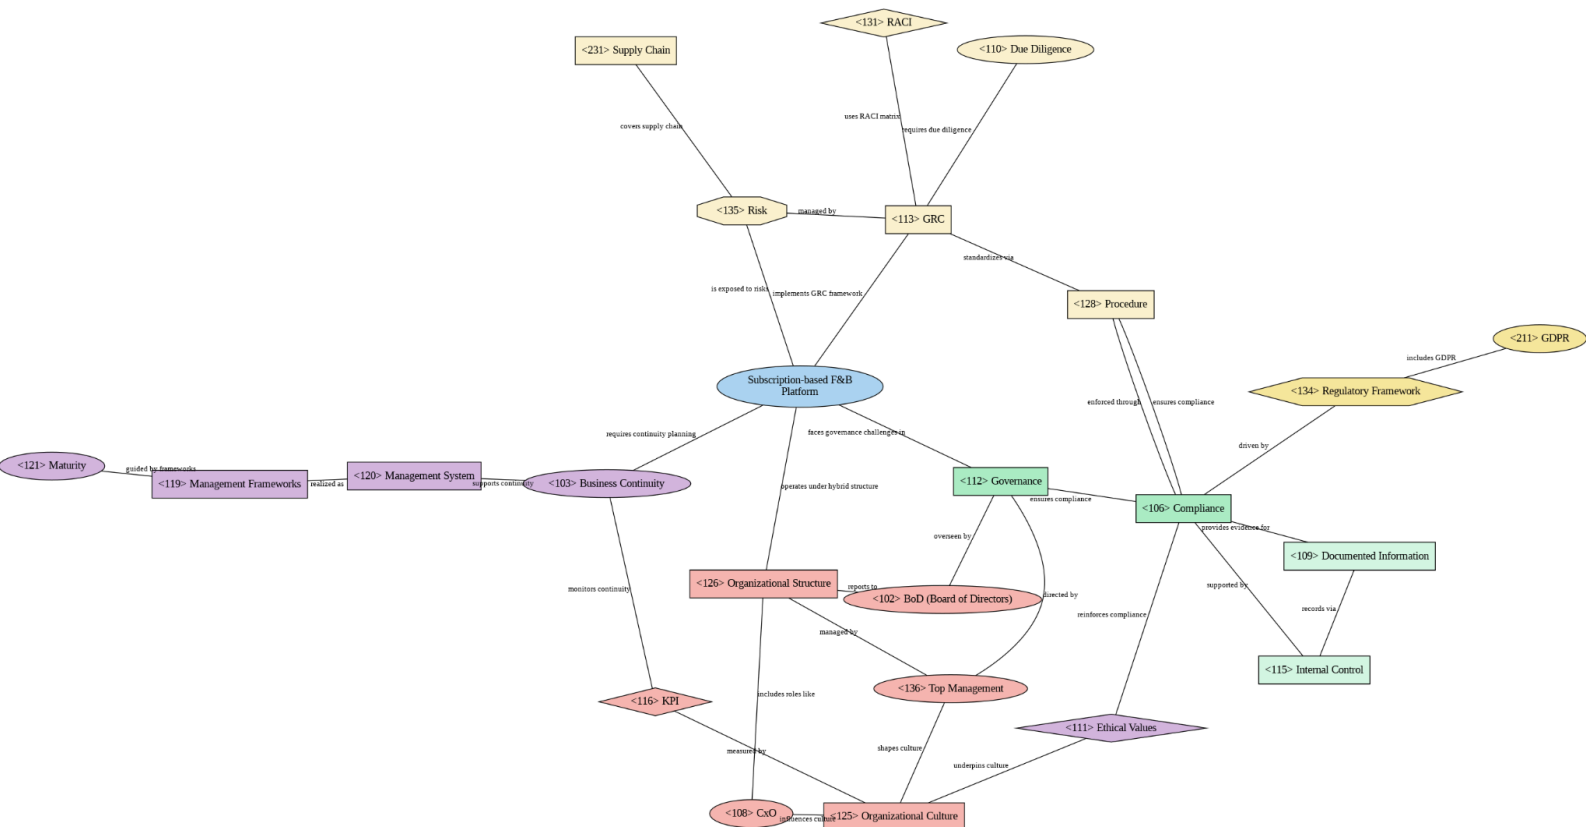 <131> RACI
<110> Due Diligence
<231> Supply Chain
uses RACI matrix
covers supply chain
requires due diligence
<135> Risk
managed by
<113> GRC
standardizes via
is exposed to risks
implements GRC framework
<128> Procedure
<211> GDPR
includes GDPR
Subscription-based F&B
Platform
<134> Regulatory Framework
enforced through
ensures compliance
requires continuity planning
faces governance challenges in
driven by
<121> Maturity
guided by frameworks
<119> Management Frameworks
realized as
<120> Management System
supports continuity
<103> Business Continuity
operates under hybrid structure
<112> Governance
ensures compliance
<106> Compliance
provides evidence for
overseen by
<109> Documented Information
monitors continuity
<126> Organizational Structure
reports to
<102> BoD (Board of Directors)
directed by
supported by
records via
reinforces compliance
managed by
<115> Internal Control
<116> KPI
includes roles like
<136> Top Management
<111> Ethical Values
measured by
shapes culture
underpins culture
<108> CxO
influences culture
<125> Organizational Culture